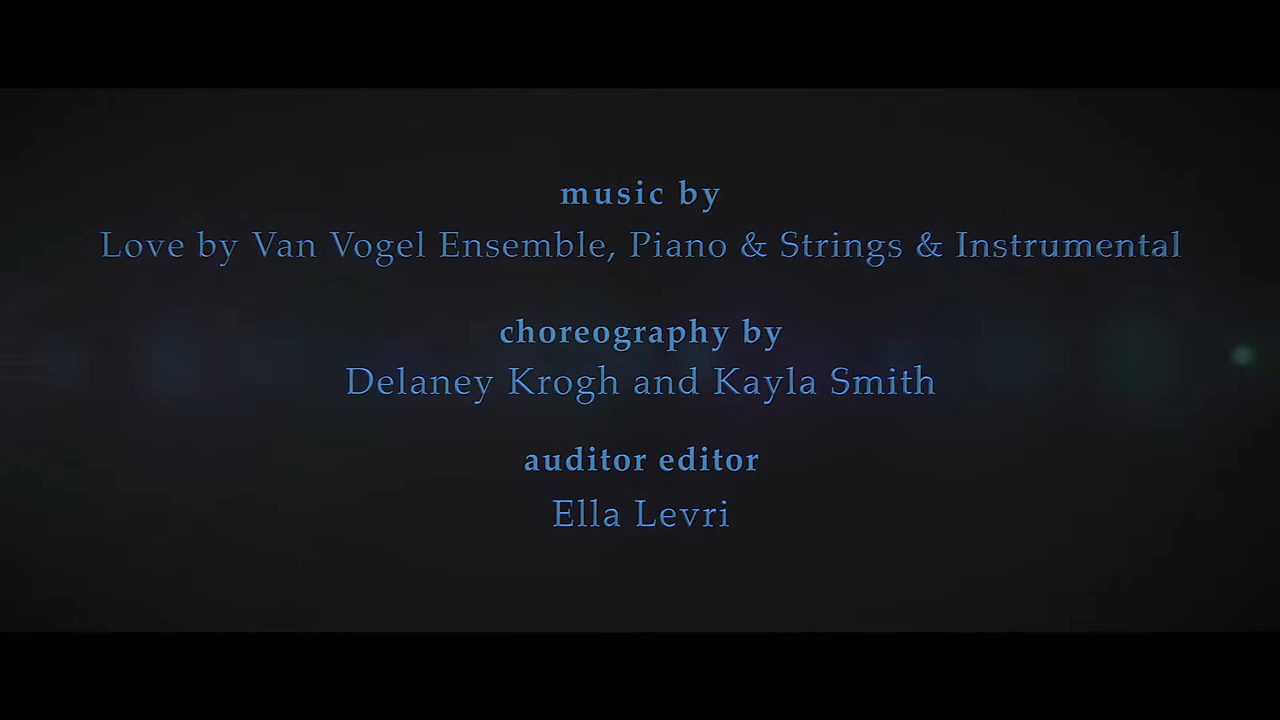 music by
Love by Van Vogel Ensemble, Piano & Strings & Instrumental
choreography by
Delaney Krogh and Kayla Smith
auditor editor
Ella Levri